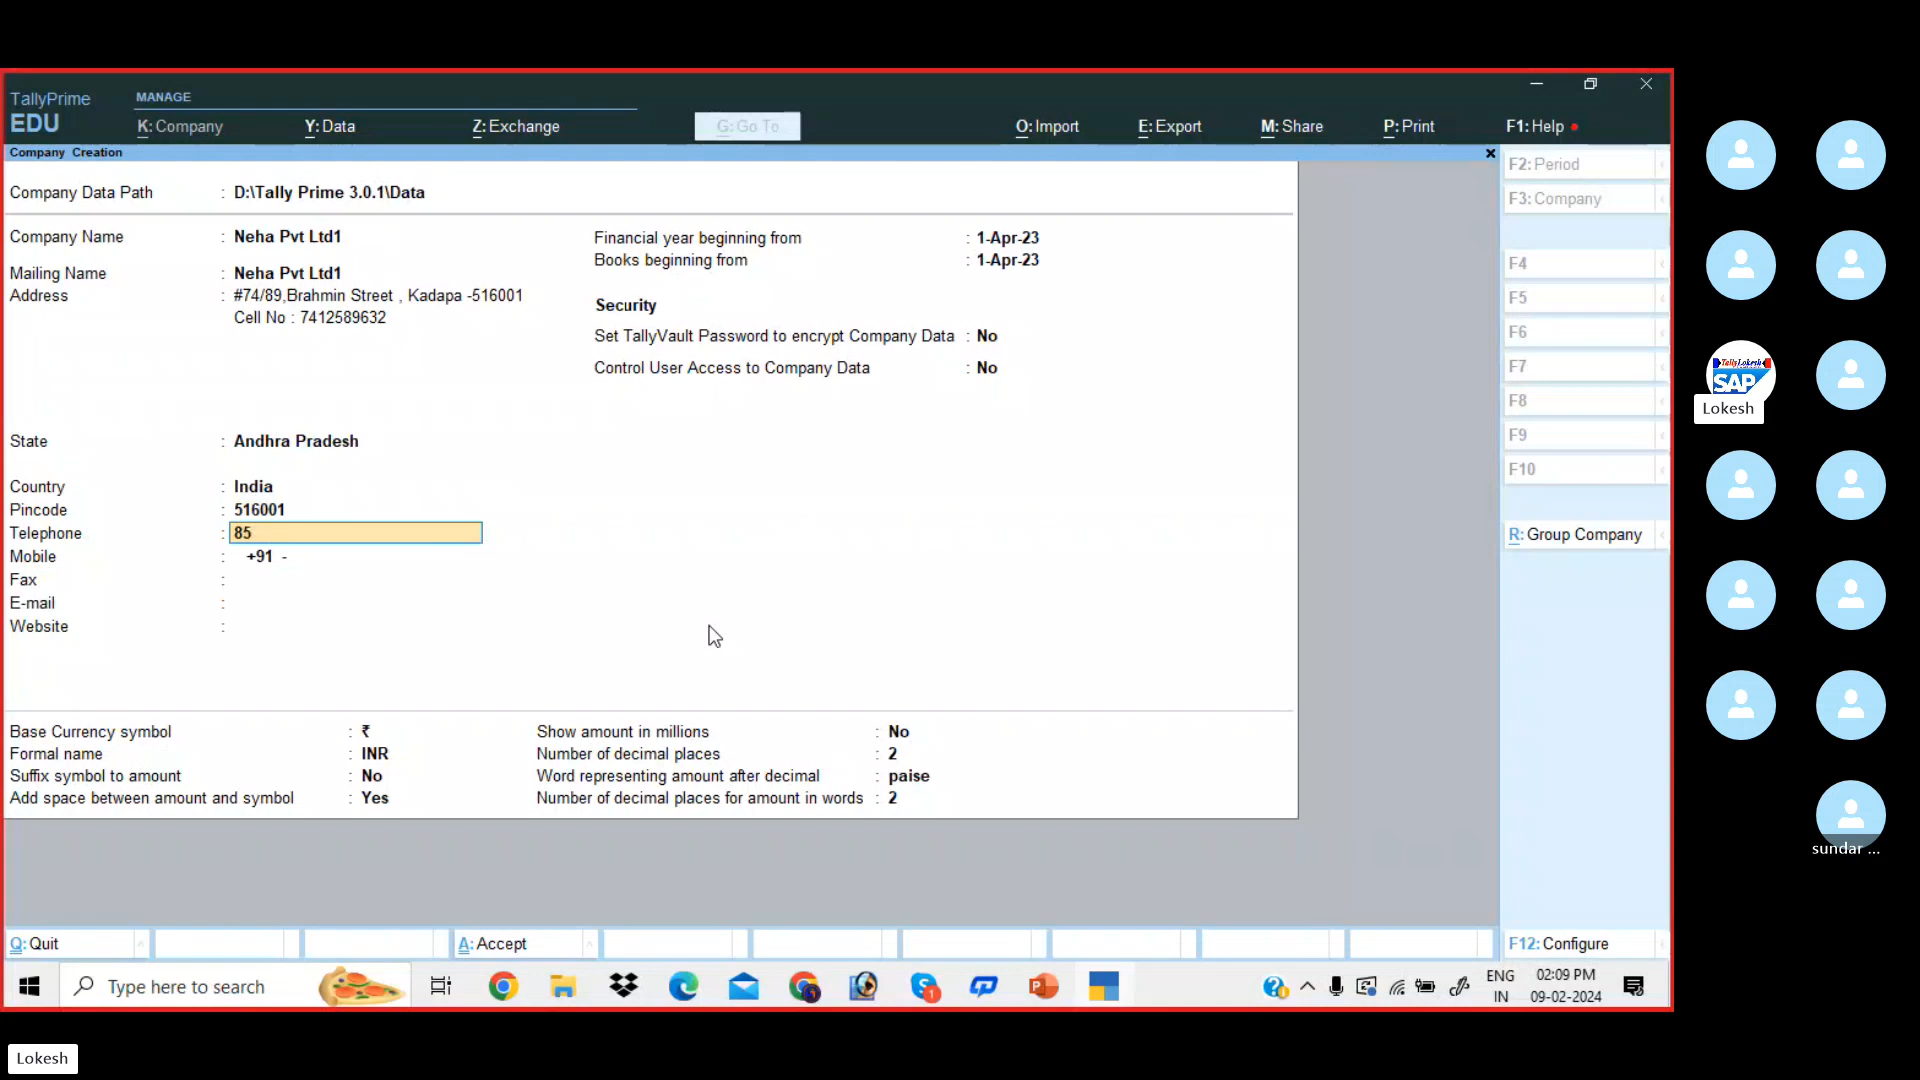 TallyPrime
EDU
MANAGE
K: Company
Y: Data
Z: Exchange
G: Go To
O: Import
E: Export
M: Share
P: Print
F1: Help
Company Creation
Company Data Path : D:\Tally Prime 3.0.1\Data
Company Name : Neha Pvt Ltd1
Mailing Name : Neha Pvt Ltd1
Address : #74/89,Brahmin Street , Kadapa -516001
Cell No : 7412589632
State : Andhra Pradesh
Country : India
Pincode : 516001
Telephone : 85
Mobile : +91 -
Fax :
E-mail :
Website :
Financial year beginning from : 1-Apr-23
Books beginning from : 1-Apr-23
Security
Set TallyVault Password to encrypt Company Data : No
Control User Access to Company Data : No
Base Currency symbol : ₹
Formal name : INR
Suffix symbol to amount : No
Add space between amount and symbol : Yes
Show amount in millions : No
Number of decimal places : 2
Word representing amount after decimal : paise
Number of decimal places for amount in words : 2
F2: Period
F3: Company
F4
F5
F6
F7
F8
F9
F10
R: Group Company
Q: Quit
A: Accept
F12: Configure
Type here to search
ENG
IN
02:09 PM
09-02-2024
TallyLokesh
SAP
Lokesh
sundar ...
Lokesh